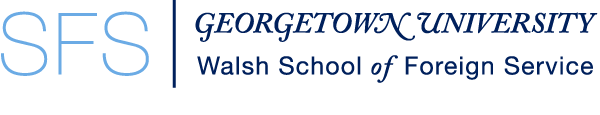 SFS
GEORGETOWN UNIVERSITY
Walsh School of Foreign Service